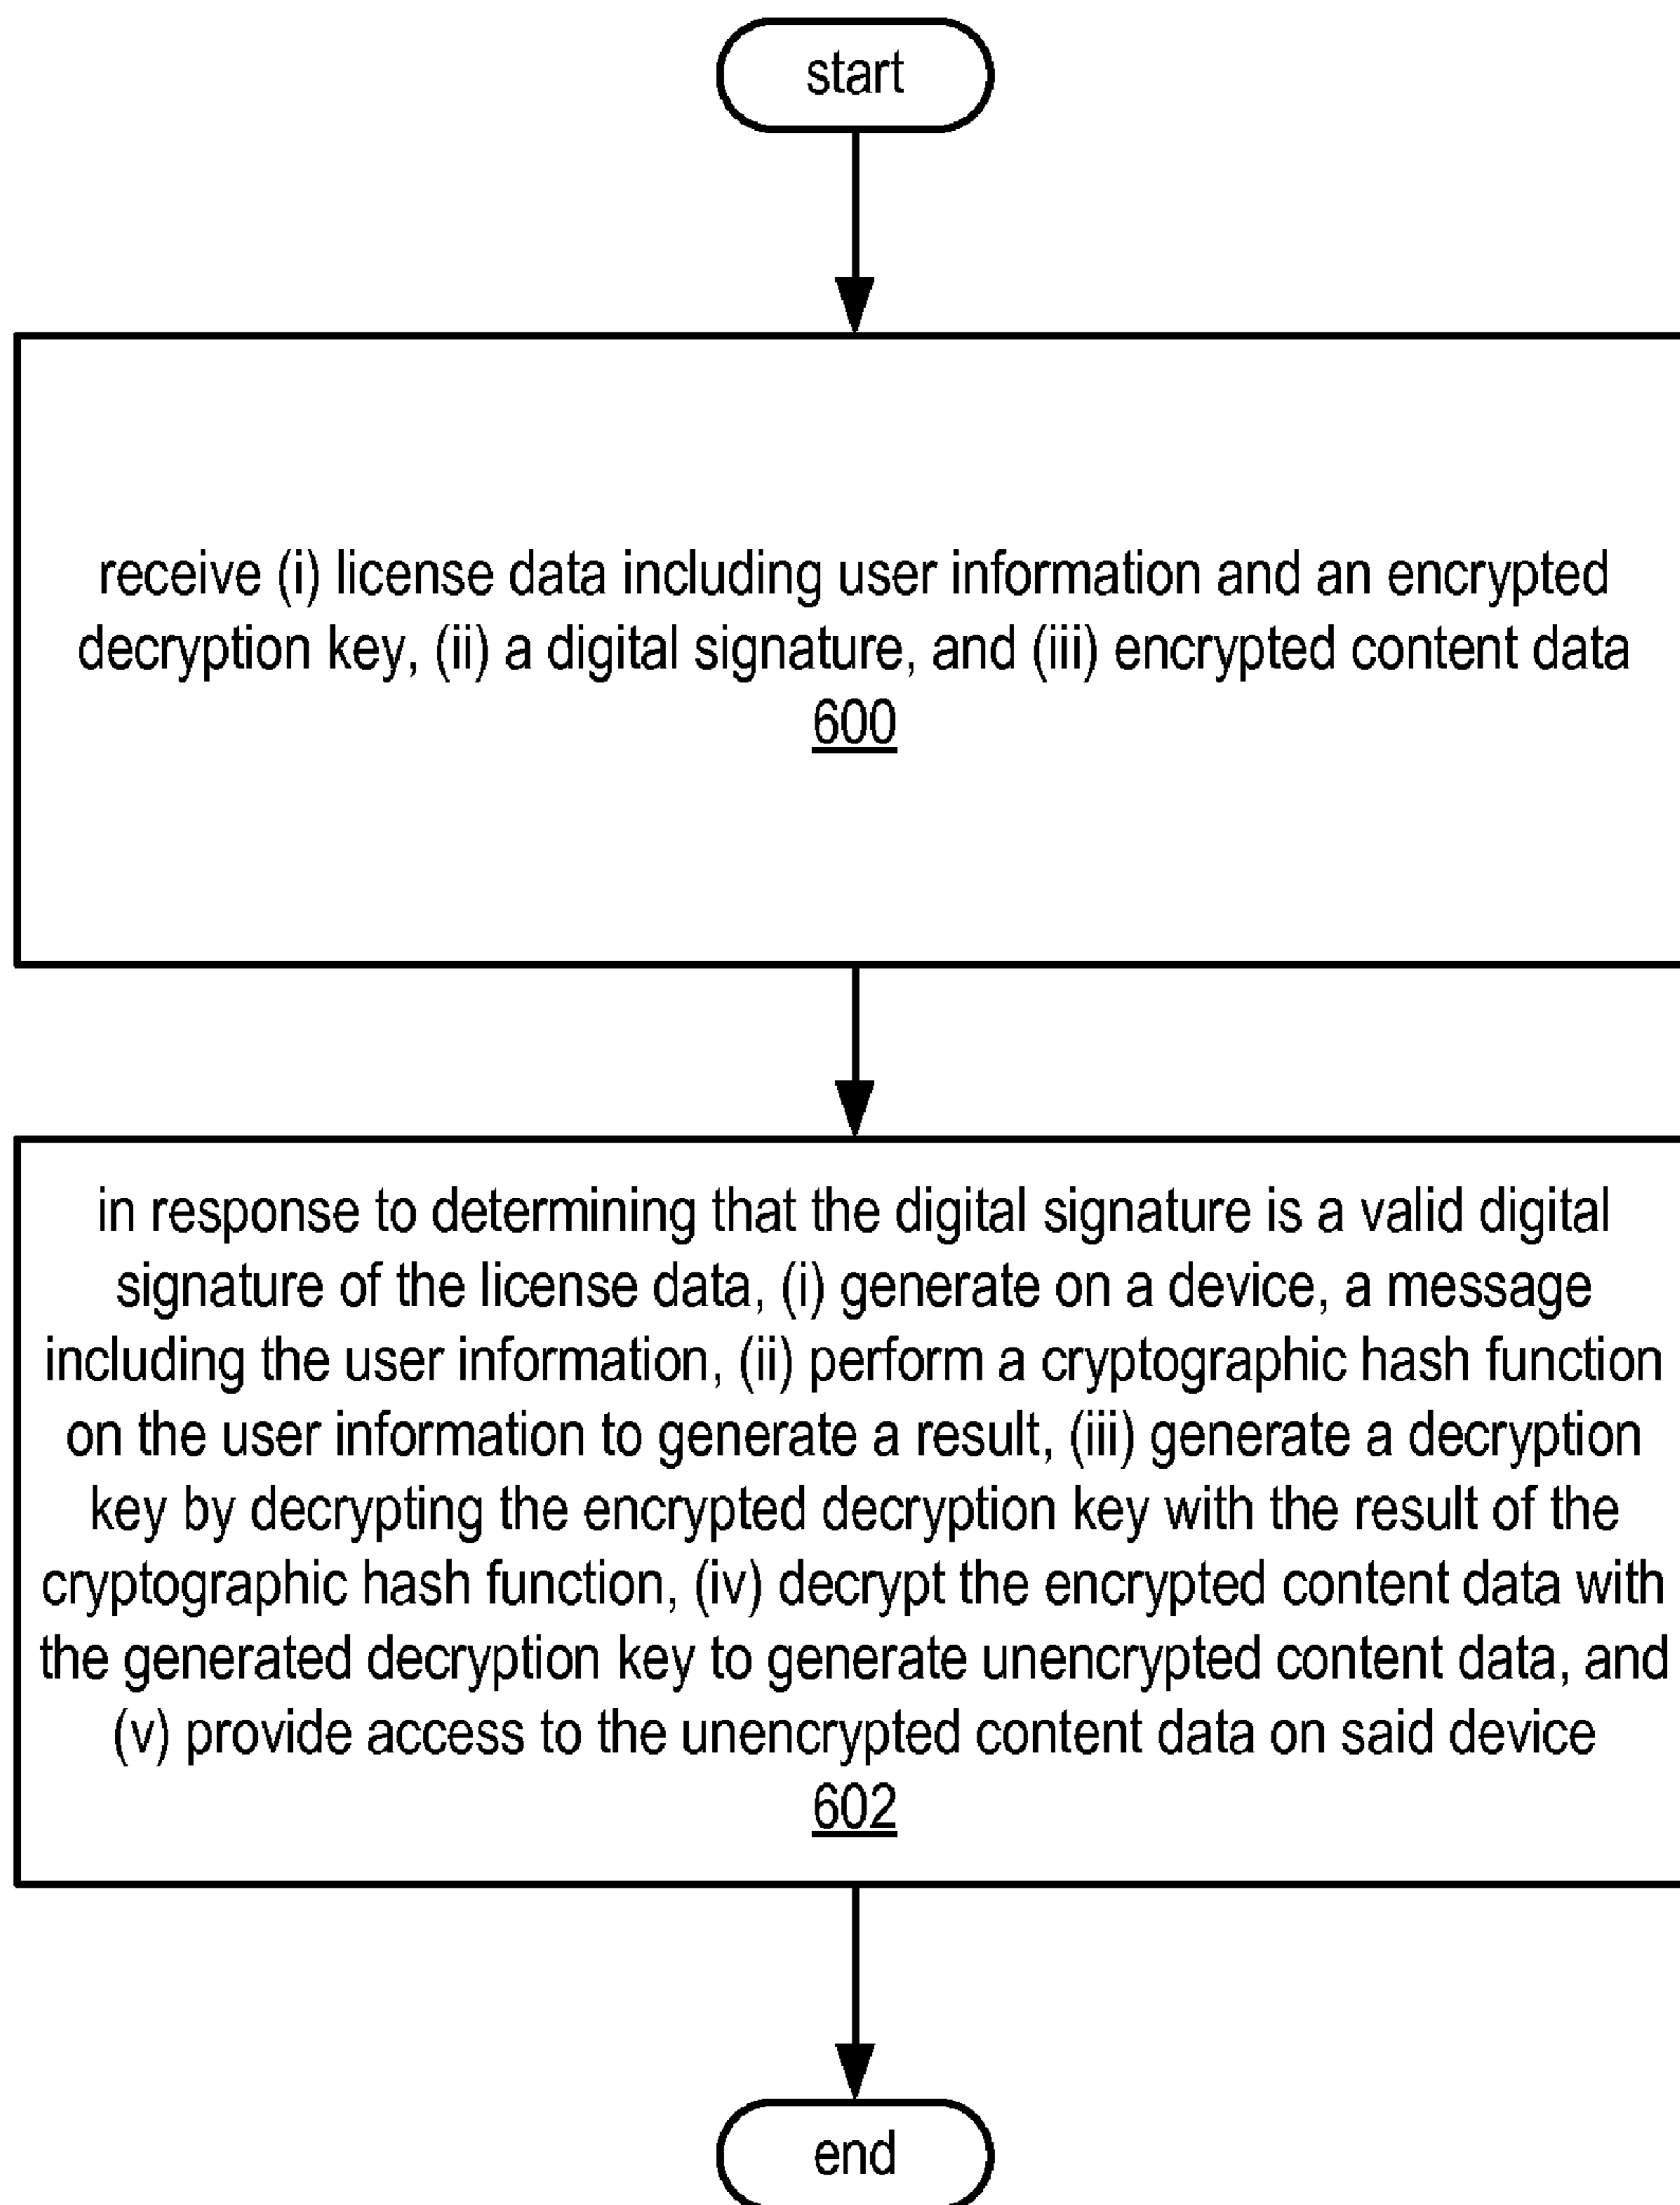 start
receive (i) license data including user information and an encrypted
decryption key, (ii) a digital signature, and (iii) encrypted content data
600
in response to determining that the digital signature is a valid digital
signature of the license data, (i) generate on a device, a message
including the user information, (ii) perform a cryptographic hash function
on the user information to generate a result, (iii) generate a decryption
key by decrypting the encrypted decryption key with the result of the
cryptographic hash function, (iv) decrypt the encrypted content data with
the generated decryption key to generate unencrypted content data, and
(v) provide access to the unencrypted content data on said device
602
end